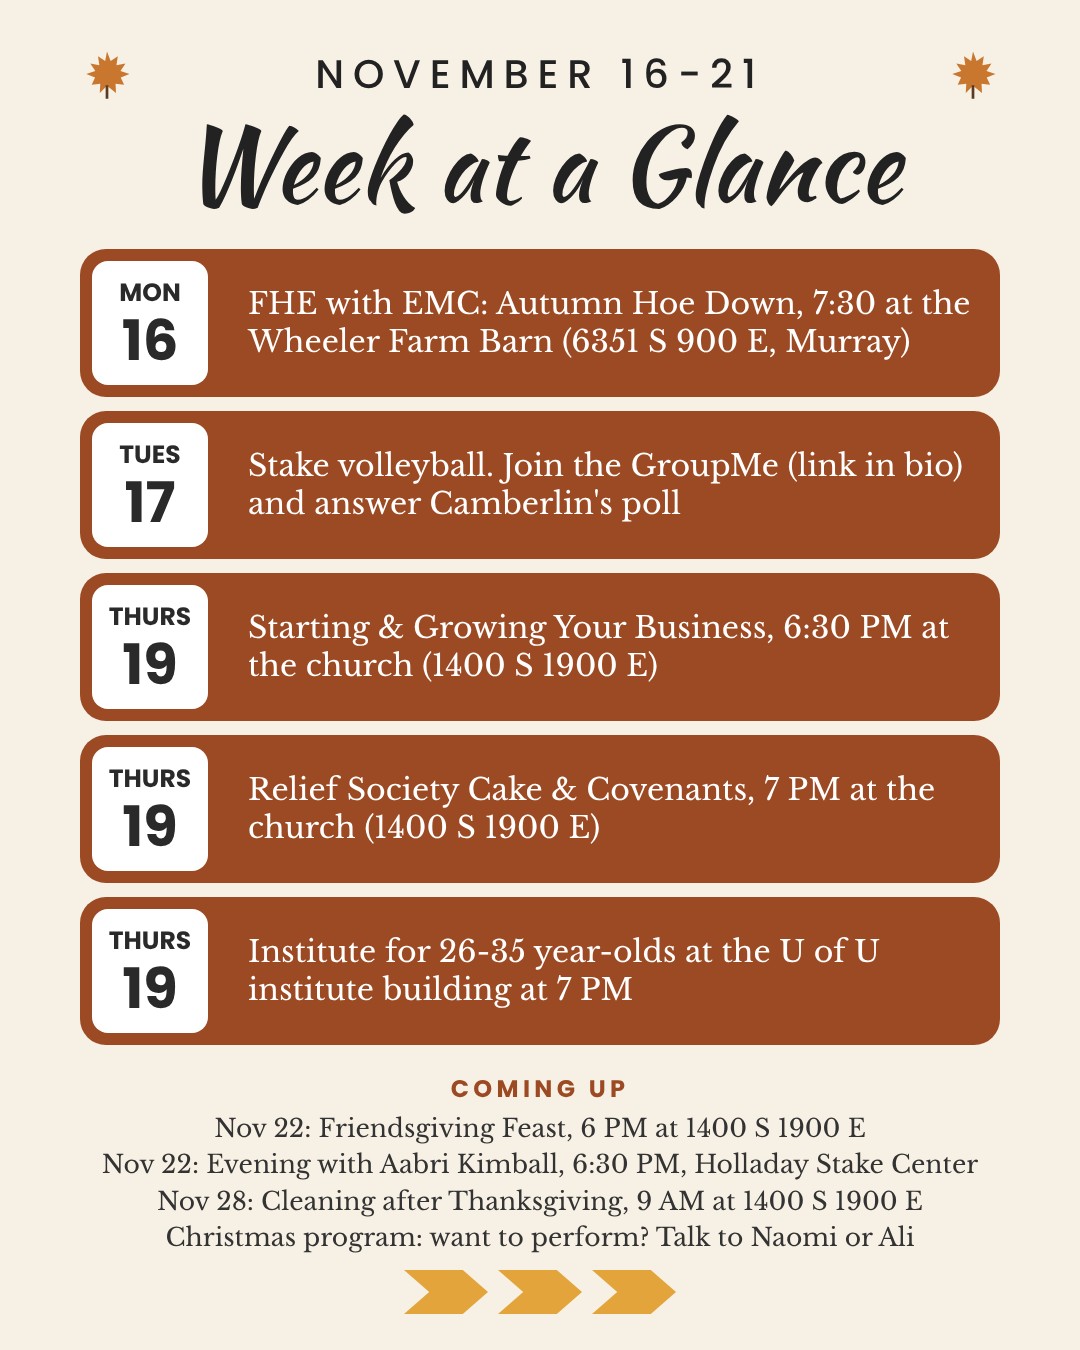 NOVEMBER 16-21
Week at a Glance
MON
16
FHE with EMC: Autumn Hoe Down, 7:30 at the
Wheeler Farm Barn (6351 S 900 E, Murray)
TUES
17
Stake volleyball. Join the GroupMe (link in bio)
and answer Camberlin's poll
THURS
19
Starting & Growing Your Business, 6:30 PM at
the church (1400 S 1900 E)
THURS
19
Relief Society Cake & Covenants, 7 PM at the
church (1400 S 1900 E)
THURS
19
Institute for 26-35 year-olds at the U of U
institute building at 7 PM
COMING UP
Nov 22: Friendsgiving Feast, 6 PM at 1400 S 1900 E
Nov 22: Evening with Aabri Kimball, 6:30 PM, Holladay Stake Center
Nov 28: Cleaning after Thanksgiving, 9 AM at 1400 S 1900 E
Christmas program: want to perform? Talk to Naomi or Ali